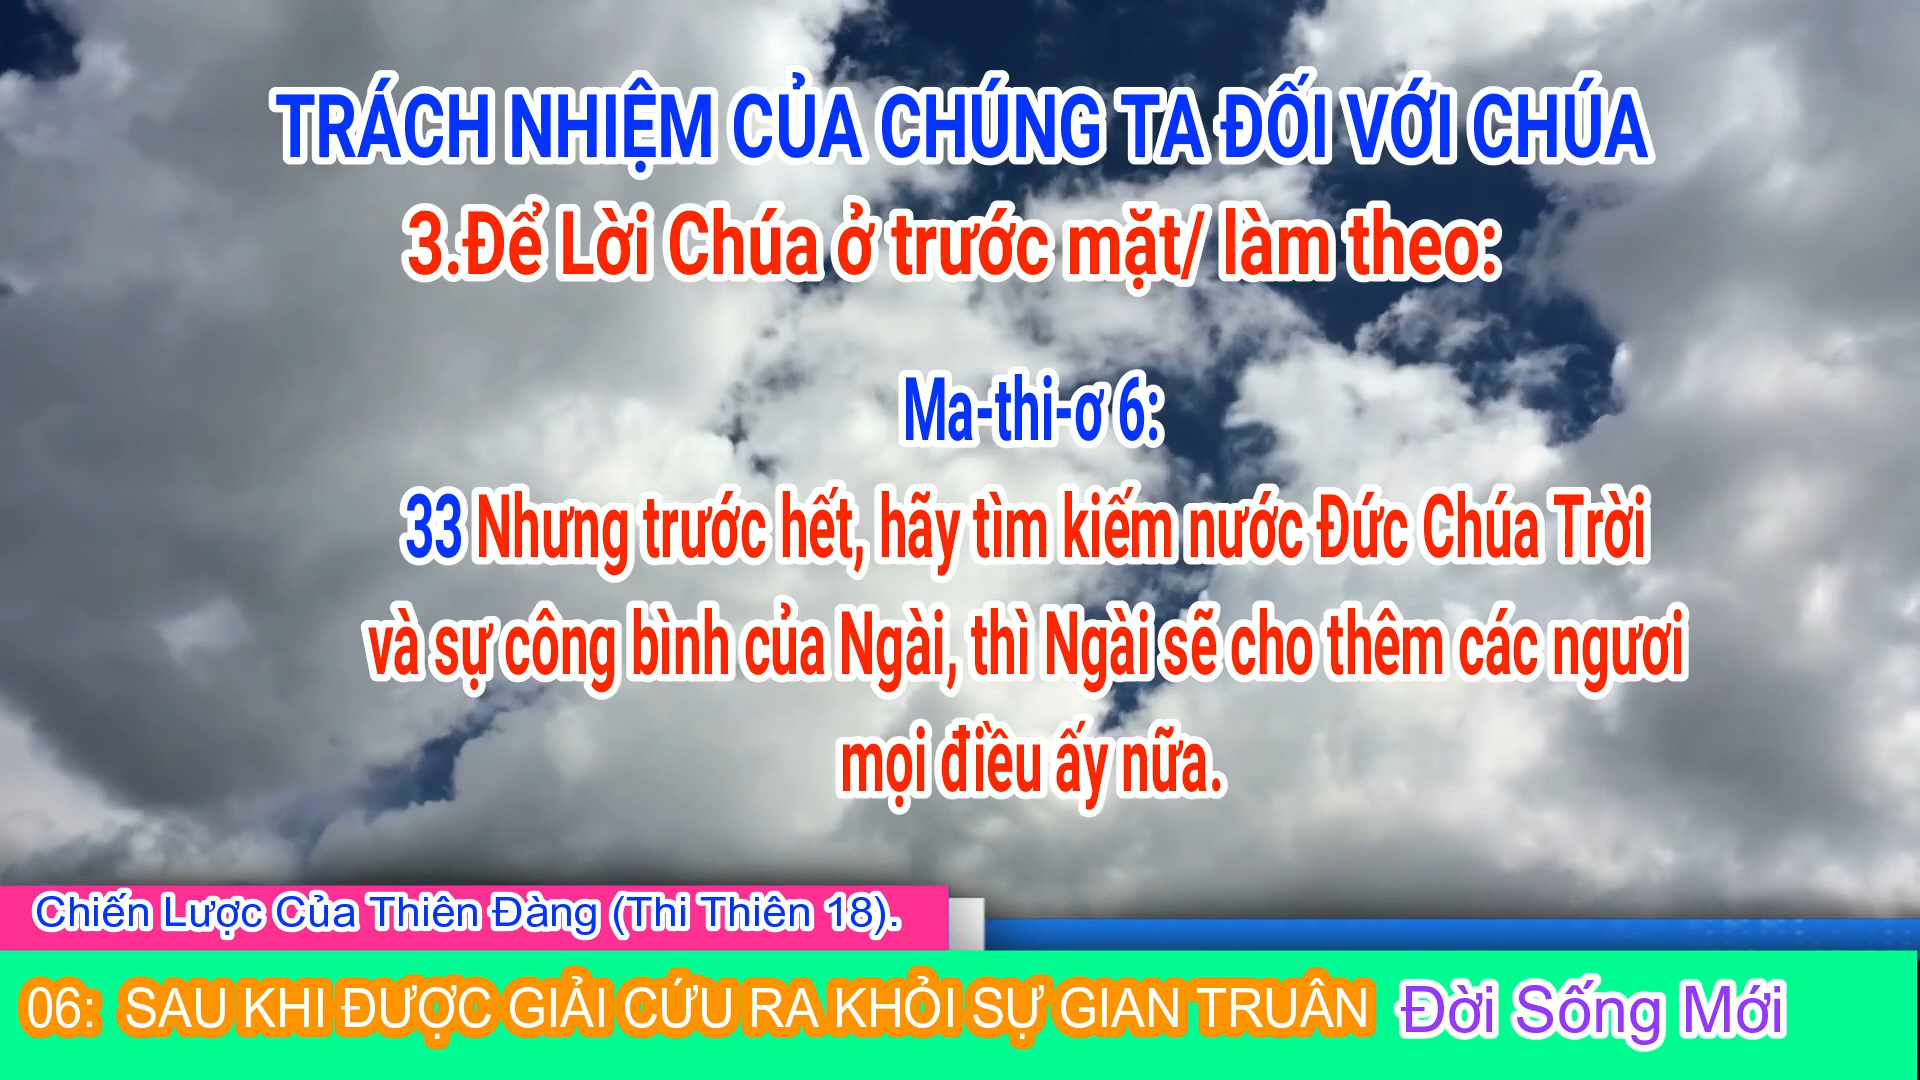 TRÁCH NHIỆM CỦA CHÚNG TA ĐỐI VỚI CHÚA
3.Để Lời Chúa ở trước mặt/ làm theo:
Ma-thi-ơ 6:
33 Nhưng trước hết, hãy tìm kiếm nước Đức Chúa Trời
và sự công bình của Ngài, thì Ngài sẽ cho thêm các ngươi
mọi điều ấy nữa.
Chiến Lược Của Thiên Đàng (Thi Thiên 18).
06: SAU KHI ĐƯỢC GIẢI CỨU RA KHỎI SỰ GIAN TRUÂN Đời Sống Mới